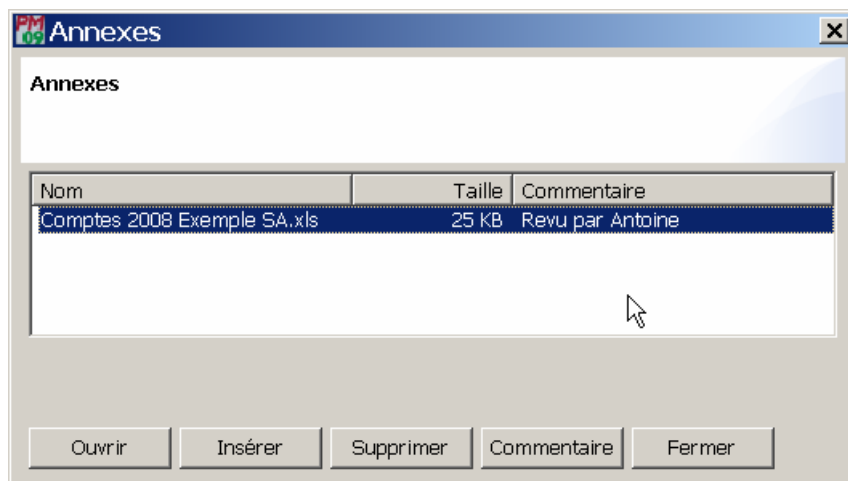 PM 09 Annexes
Annexes
Nom Taille Commentaire
Comptes 2008 Exemple SA.xls 25 KB Revu par Antoine
Ouvrir Insérer Supprimer Commentaire Fermer